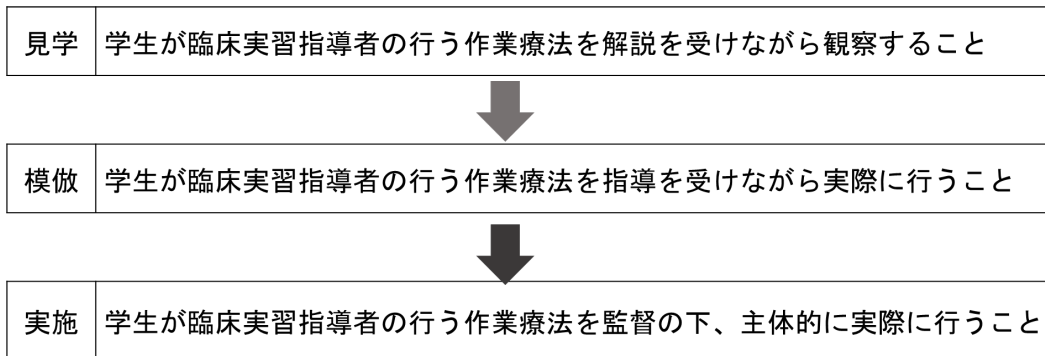 見学 学生が臨床実習指導者の行う作業療法を解説を受けながら観察すること
模倣 学生が臨床実習指導者の行う作業療法を指導を受けながら実際に行うこと
実施 学生が臨床実習指導者の行う作業療法を監督の下、主体的に実際に行うこと